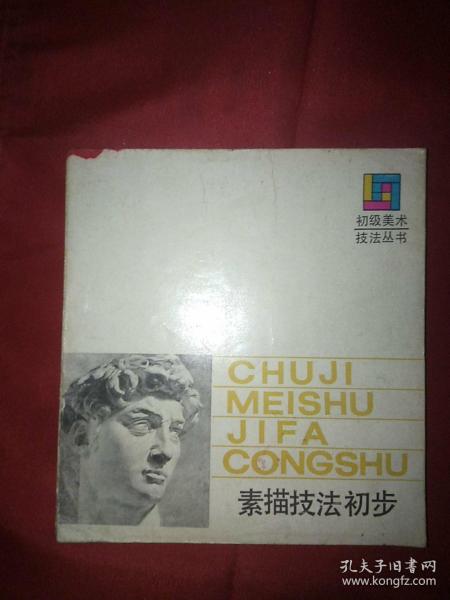 初级美术
技法丛书
CHUJI
MEISHU
JIFA
CONGSHU
素描技法初步
孔夫子旧书网
www.kongfz.com